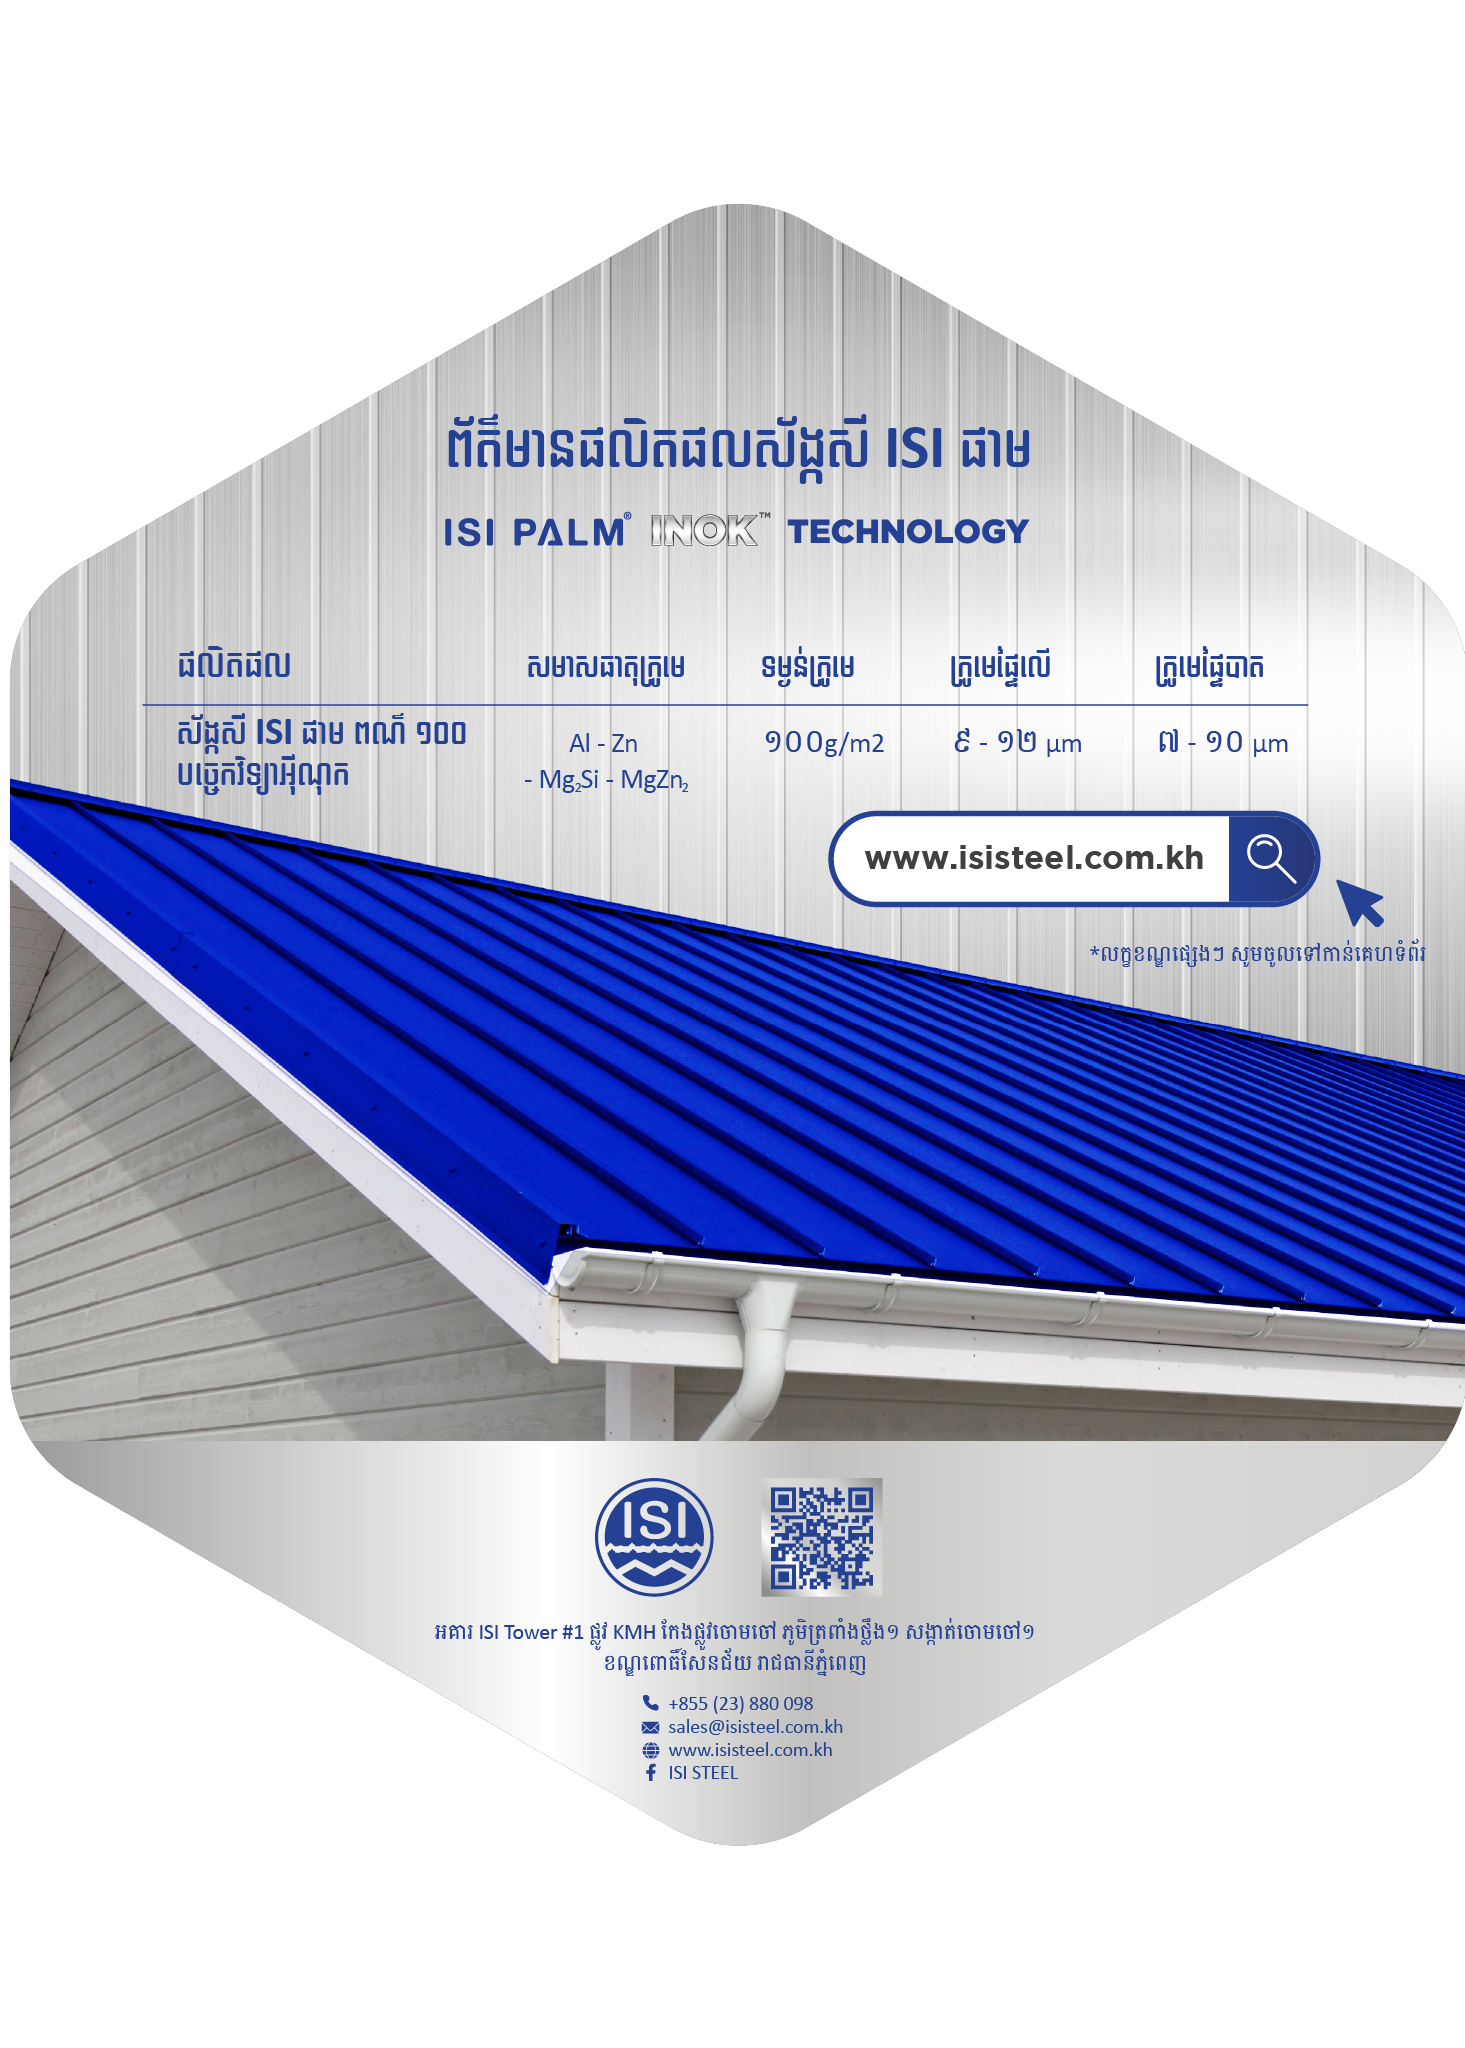 ព័ត៌មានផលិតផលស័ង្កសី ISI ផាម
ISI PALM® INOK™ TECHNOLOGY
ផលិតផល សមាសធាតុក្រូមេ ទម្ងន់ក្រូមេ ក្រូមេផ្ទៃលើ ក្រូមេផ្ទៃបាត
ស័ង្កសី ISI ផាម ពណ៌ ១០០ Al - Zn ១០០g/m2 ៩ - ១២ µm ៧ - ១០ µm
បច្ចេកវិទ្យាអ៊ីណុក - Mg₂Si - MgZn₂
www.isisteel.com.kh
*លក្ខខណ្ឌផ្សេងៗ សូមចូលទៅកាន់គេហទំព័រ
ISI
អគារ ISI Tower #1 ផ្លូវ KMH កែងផ្លូវចោមចៅ ភូមិត្រពាំងថ្លឹង១ សង្កាត់ចោមចៅ១
ខណ្ឌពោធិ៍សែនជ័យ រាជធានីភ្នំពេញ
+855 (23) 880 098
sales@isisteel.com.kh
www.isisteel.com.kh
ISI STEEL